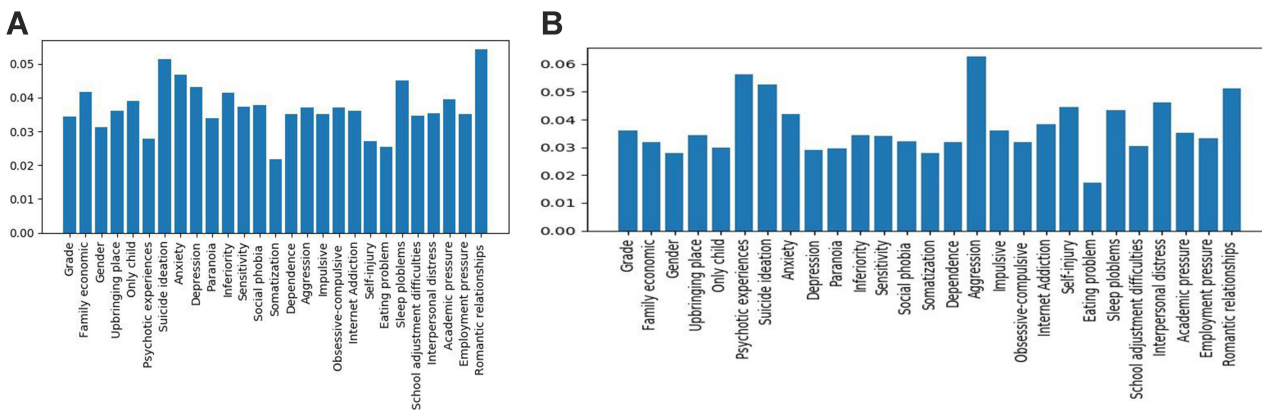 A
0.05
0.04
0.03
0.02
0.01
0.00
Grade
Family economic
Gender
Upbringing place
Only child
Psychotic experiences
Suicide ideation
Anxiety
Depression
Paranoia
Inferiority
Sensitivity
Social phobia
Somatization
Dependence
Aggression
Impulsive
Obsessive-compulsive
Internet Addiction
Self-injury
Eating problem
Sleep ploblems
School adjustment difficulties
Interpersonal distress
Academic pressure
Employment pressure
Romantic relationships
B
0.06
0.05
0.04
0.03
0.02
0.01
0.00
Grade
Family economic
Gender
Upbringing place
Only child
Psychotic experiences
Suicide ideation
Anxiety
Depression
Paranoia
Inferiority
Sensitivity
Social phobia
Somatization
Dependence
Aggression
Impulsive
Obsessive-compulsive
Internet Addiction
Self-injury
Eating problem
Sleep ploblems
School adjustment difficulties
Interpersonal distress
Academic pressure
Employment pressure
Romantic relationships